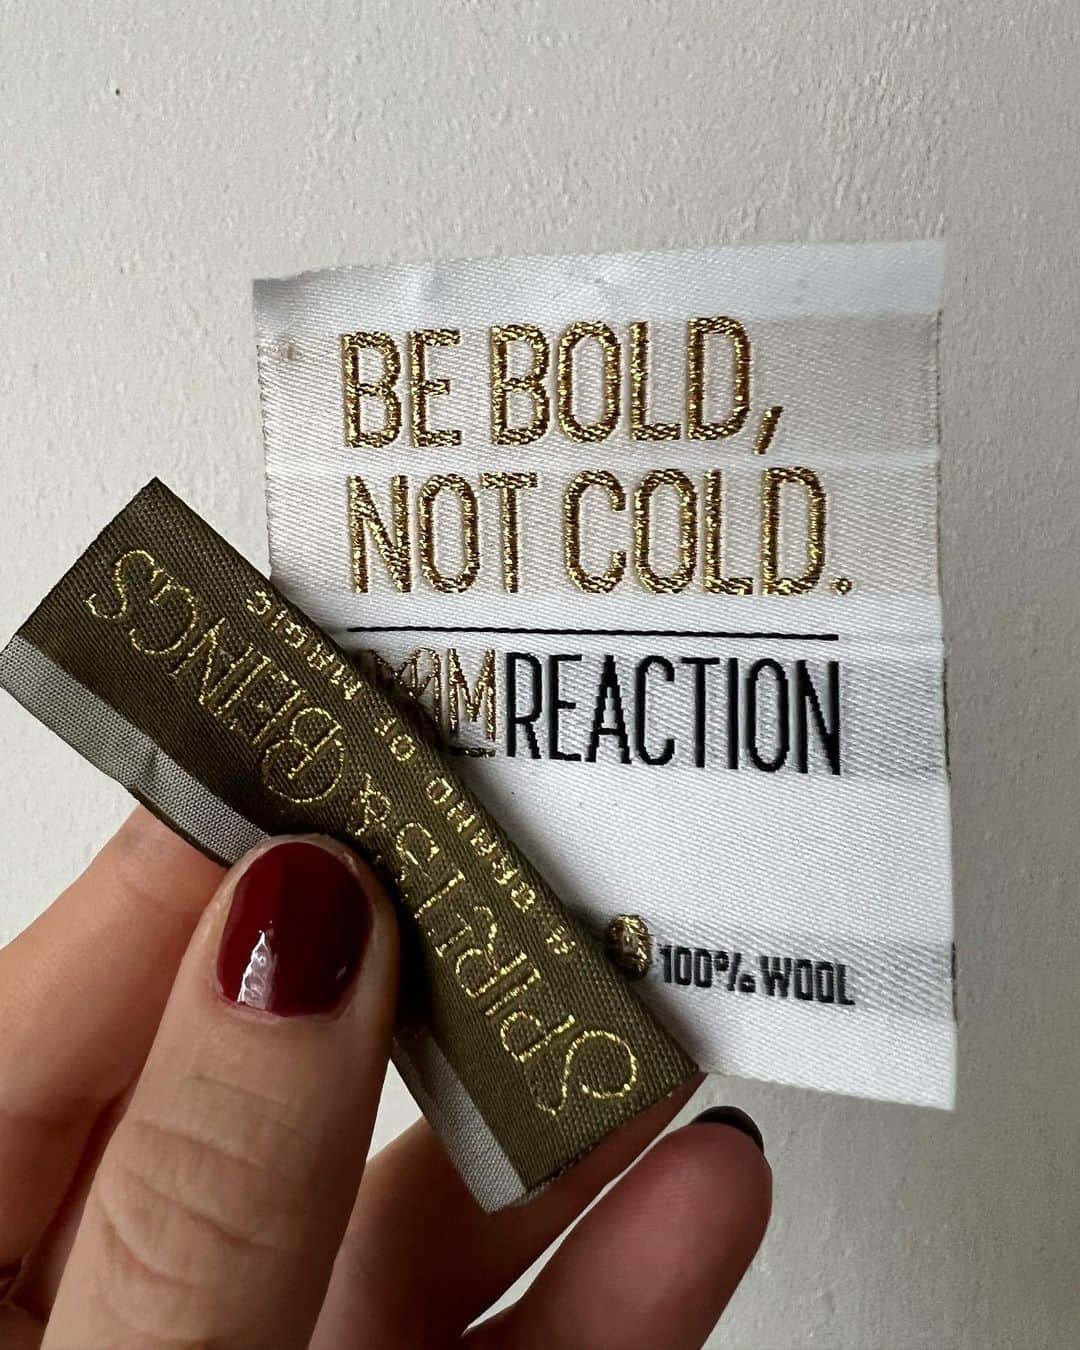 BE BOLD,
NOT COLD.
REACTION
100% WOOL
SPIRITS & BEINGS
A BRAND OF MAGIC